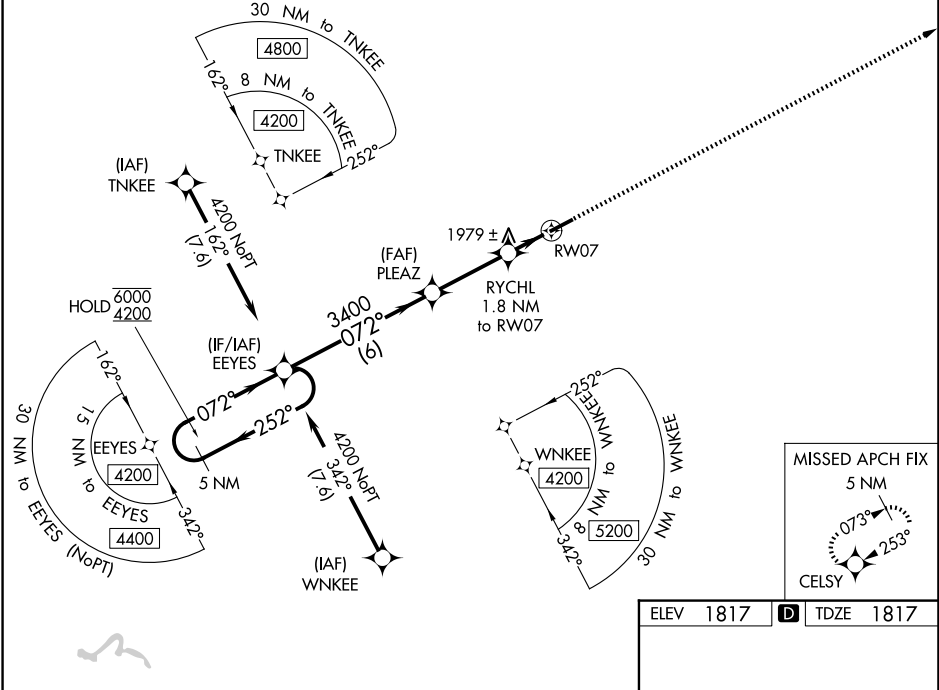 30 NM to TNKEE
4800
162°
8 NM to TNKEE
4200
TNKEE
252°
(IAF)
TNKEE
4200 NoPT
162°
(7.6)
1979 ±
RW07
(FAF)
PLEAZ
RYCHL
1.8 NM
to RW07
HOLD 6000
4200
3400
072°
(6)
(IF/IAF)
EEYES
072°
252°
5 NM
162°
30 NM to EEYES (NoPT)
15 NM to EEYES
EEYES
4200
4400
342°
4200 NoPT
342°
(7.6)
(IAF)
WNKEE
252°
WNKEE
4200
8 NM to WNKEE
5200
30 NM to WNKEE
342°
MISSED APCH FIX
5 NM
073°
253°
CELSY
ELEV 1817 D TDZE 1817